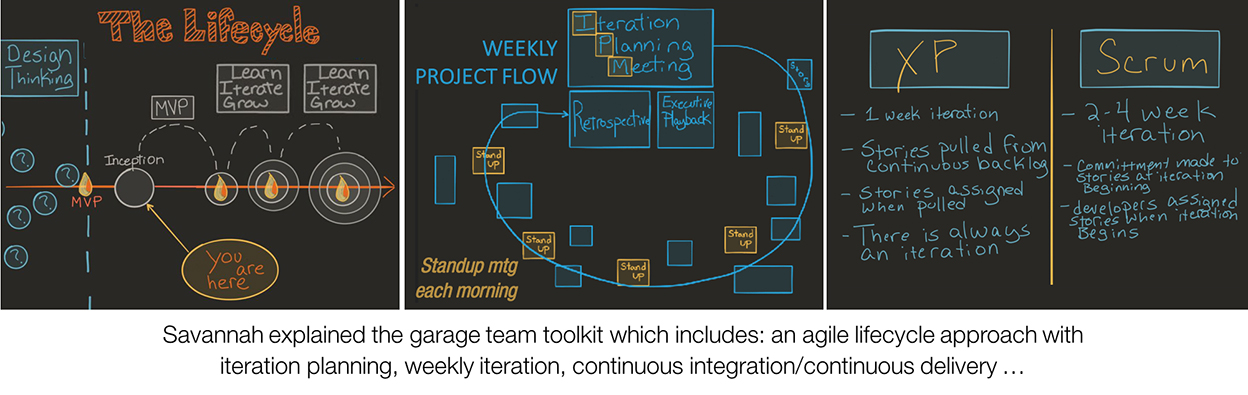 The Lifecycle
Design
Thinking
?
?
?
?
?
?
MVP
MVP
Inception
Learn
Iterate
Grow
Learn
Iterate
Grow
You
are
here
WEEKLY
PROJECT FLOW
Iteration
Planning
Meeting
Retrospective
Executive
Playback
Story
Stand
UP
Stand
UP
Stand
UP
Stand
UP
Stand
UP
Standup mtg
each morning
XP
- 1 week iteration
- Stories pulled from
continuous backlog
- Stories assigned
when pulled
- There is always
an iteration
Scrum
- 2-4 week
iteration
- Committment made to
Stories at iteration
Beginning
- developers assigned
Stories when iteration
Begins
Savannah explained the garage team toolkit which includes: an agile lifecycle approach with
iteration planning, weekly iteration, continuous integration/continuous delivery …